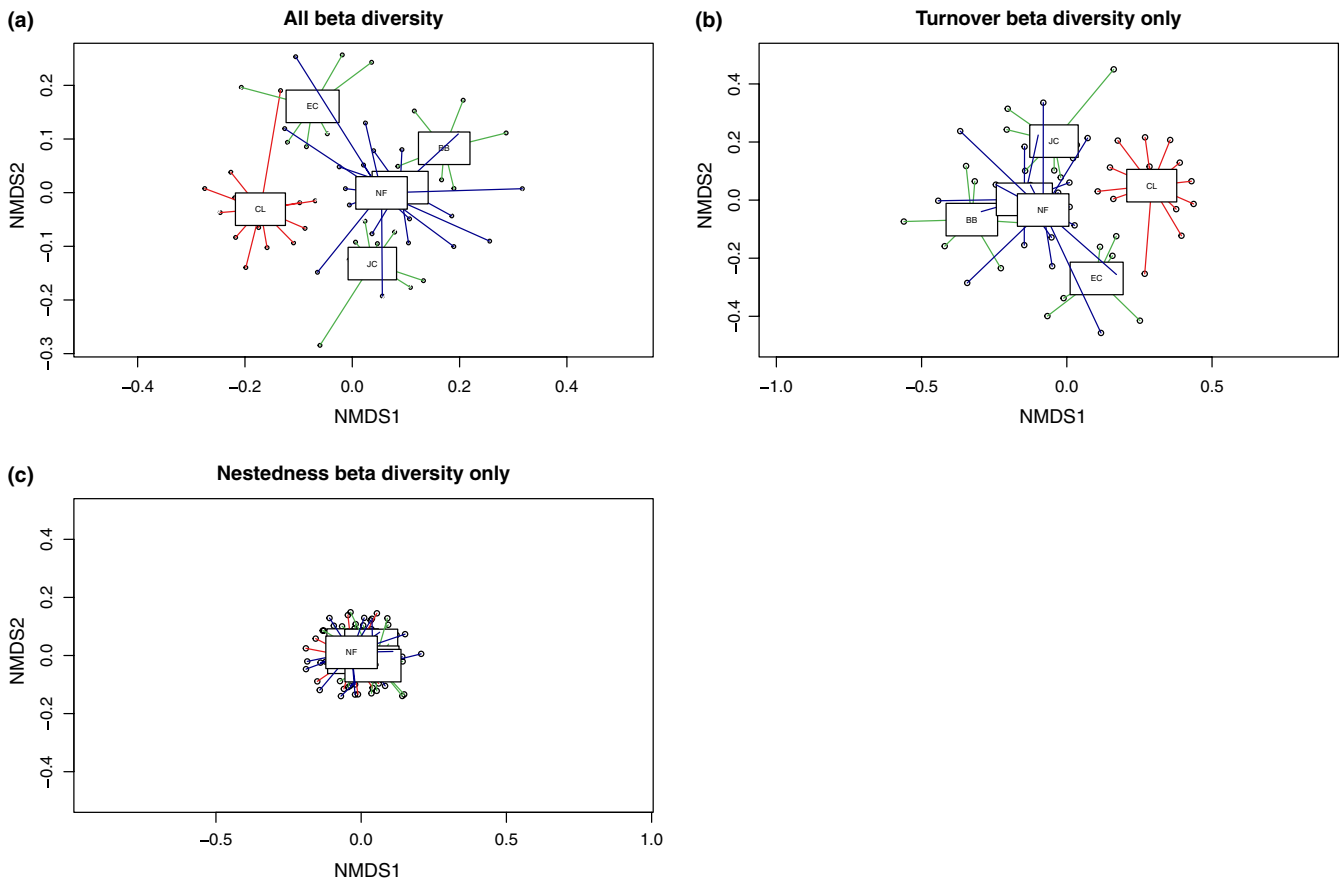 (a)
All beta diversity
NMDS2
0.2
0.1
0.0
−0.1
−0.2
−0.3
EC
BB
CL
NF
JC
−0.4
−0.2
0.0
0.2
0.4
NMDS1
(b)
Turnover beta diversity only
NMDS2
0.4
0.2
0.0
−0.2
−0.4
JC
CL
BB
NF
EC
−1.0
−0.5
0.0
0.5
NMDS1
(c)
Nestedness beta diversity only
NMDS2
0.4
0.2
0.0
−0.2
−0.4
NF
−0.5
0.0
0.5
1.0
NMDS1